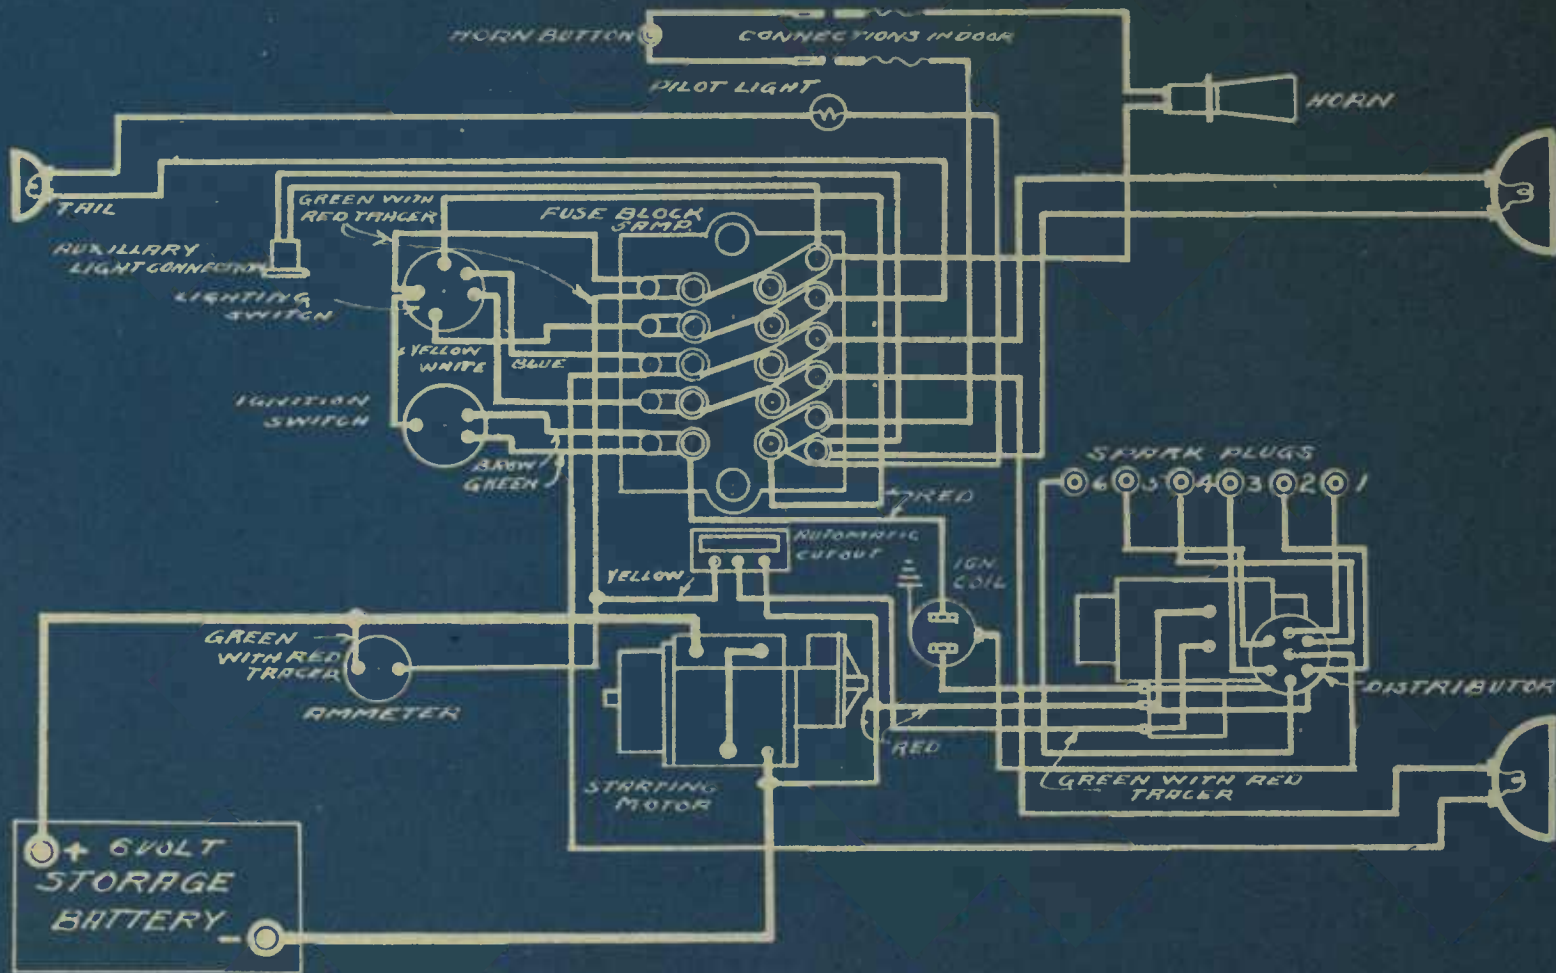 HORN BUTTON
CONNECTIONS IN DOOR
PILOT LIGHT
HORN
TAIL
GREEN WITH
RED TRACER
FUSE BLOCK
5AMP.
AUXILLARY
LIGHT CONNECTION
LIGHTING
SWITCH
YELLOW
WHITE
BLUE
IGNITION
SWITCH
BROWN
GREEN
RED
SPARK PLUGS
6 5 4 3 2 1
AUTOMATIC
CUTOUT
IGN
COIL
YELLOW
GREEN
WITH RED
TRACER
AMMETER
DISTRIBUTOR
RED
STARTING
MOTOR
GREEN WITH RED
TRACER
+ 6 VOLT
STORAGE
BATTERY
-